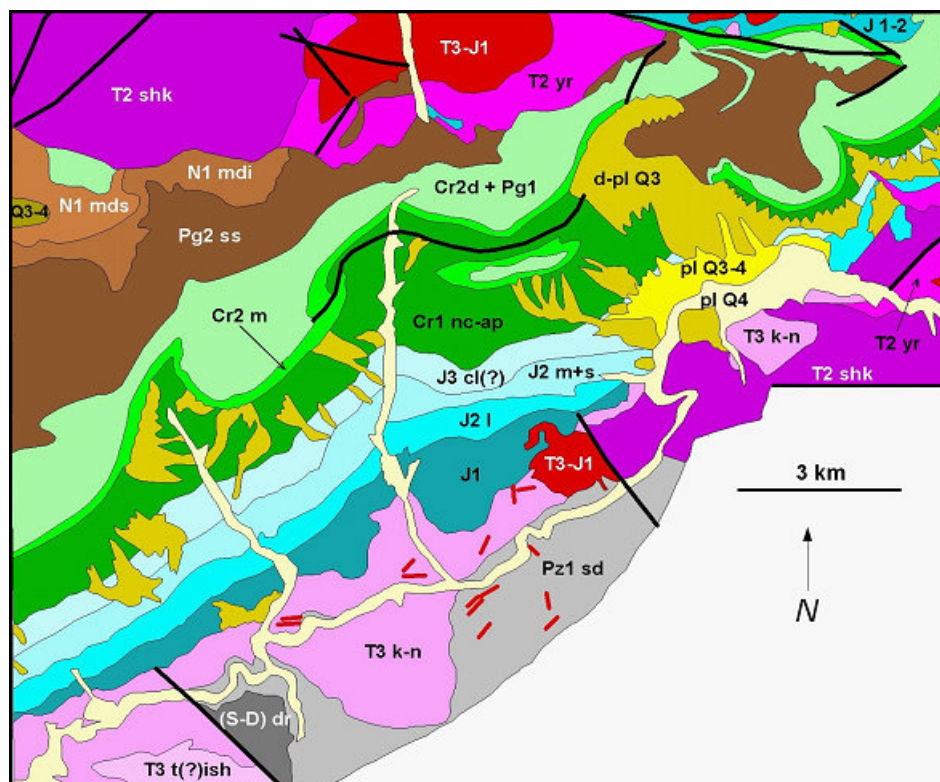 J 1-2
T3-J1
T2 shk
T2 yr
N1 mdi
Cr2d + Pg1
d-pl Q3
Q3-4
N1 mds
Pg2 ss
pl Q3-4
pl Q4
Cr2 m
Cr1 nc-ap
T3 k-n
T2 yr
J3 cl(?)
J2 m+s
T2 shk
J2 l
J1
T3-J1
3 km
Pz1 sd
N
T3 k-n
(S-D) dr
T3 t(?)ish